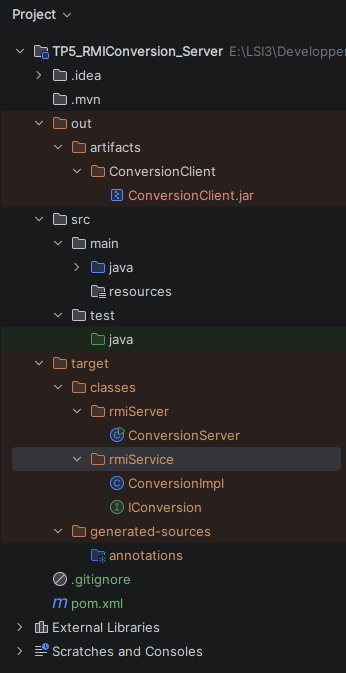 Project
TP5_RMIConversion_Server E:\LSI3\Developper
.idea
.mvn
out
artifacts
ConversionClient
ConversionClient.jar
src
main
java
resources
test
java
target
classes
rmiServer
ConversionServer
rmiService
ConversionImpl
IConversion
generated-sources
annotations
.gitignore
pom.xml
External Libraries
Scratches and Consoles